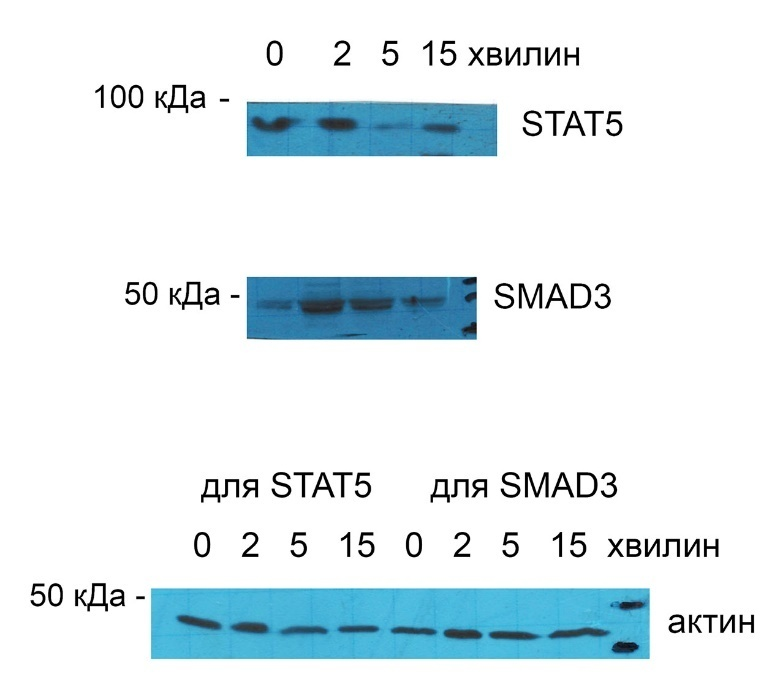 0 2 5 15 хвилин
100 кДа -
STAT5
50 кДа -
SMAD3
для STAT5 для SMAD3
0 2 5 15 0 2 5 15 хвилин
50 кДа -
актин